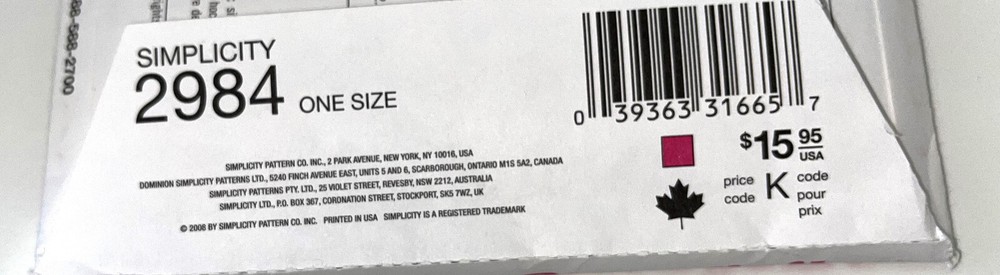 88-588-2700
SIMPLICITY
2984 ONE SIZE
0 39363 31665 7
$15 95
USA
price code K code pour prix
SIMPLICITY PATTERN CO. INC., 2 PARK AVENUE, NEW YORK, NY 10016, USA
DOMINION SIMPLICITY PATTERNS LTD., 5240 FINCH AVENUE EAST, UNITS 5 AND 6, SCARBOROUGH, ONTARIO M1S 5A2, CANADA
SIMPLICITY PATTERNS PTY. LTD., 25 VIOLET STREET, REVESBY, NSW 2212, AUSTRALIA
SIMPLICITY LTD., P.O. BOX 367, CORONATION STREET, STOCKPORT, SK5 7WZ, UK
© 2008 BY SIMPLICITY PATTERN CO. INC. PRINTED IN USA SIMPLICITY IS A REGISTERED TRADEMARK